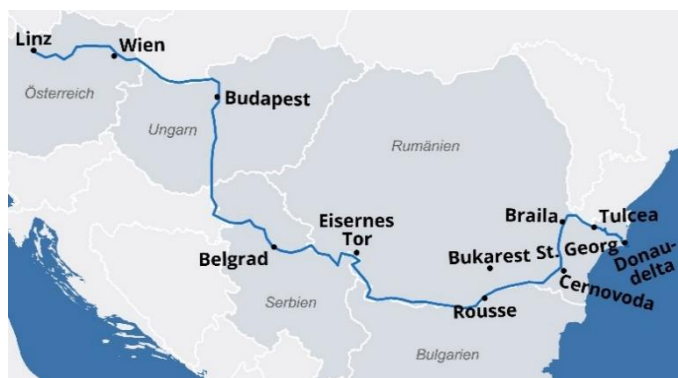 Linz
Wien
Österreich
Budapest
Ungarn
Rumänien
Eisernes
Tor
Braila
Tulcea
Belgrad
Bukarest
St. Georg
Donau-
delta
Cernovoda
Serbien
Rousse
Bulgarien